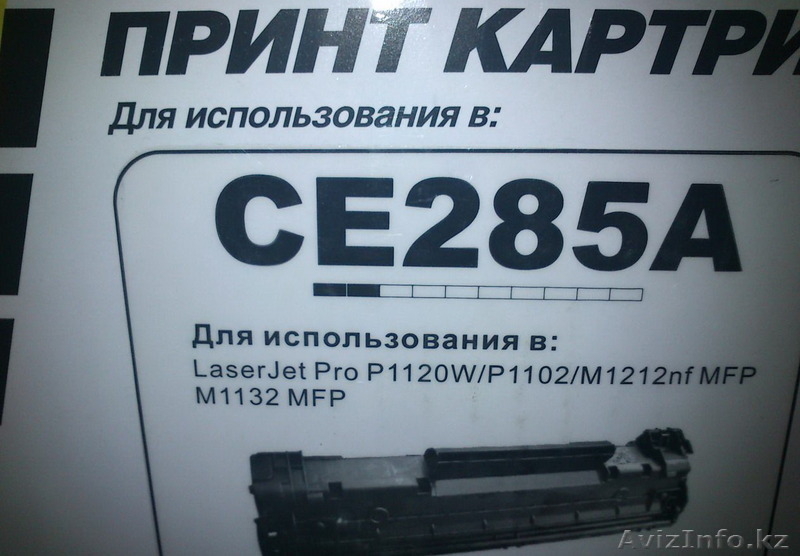 ПРИНТ КАРТРИ
Для использования в:
CE285A
Для использования в:
LaserJet Pro P1120W/P1102/M1212nf MFP
M1132 MFP
AvizInfo.kz